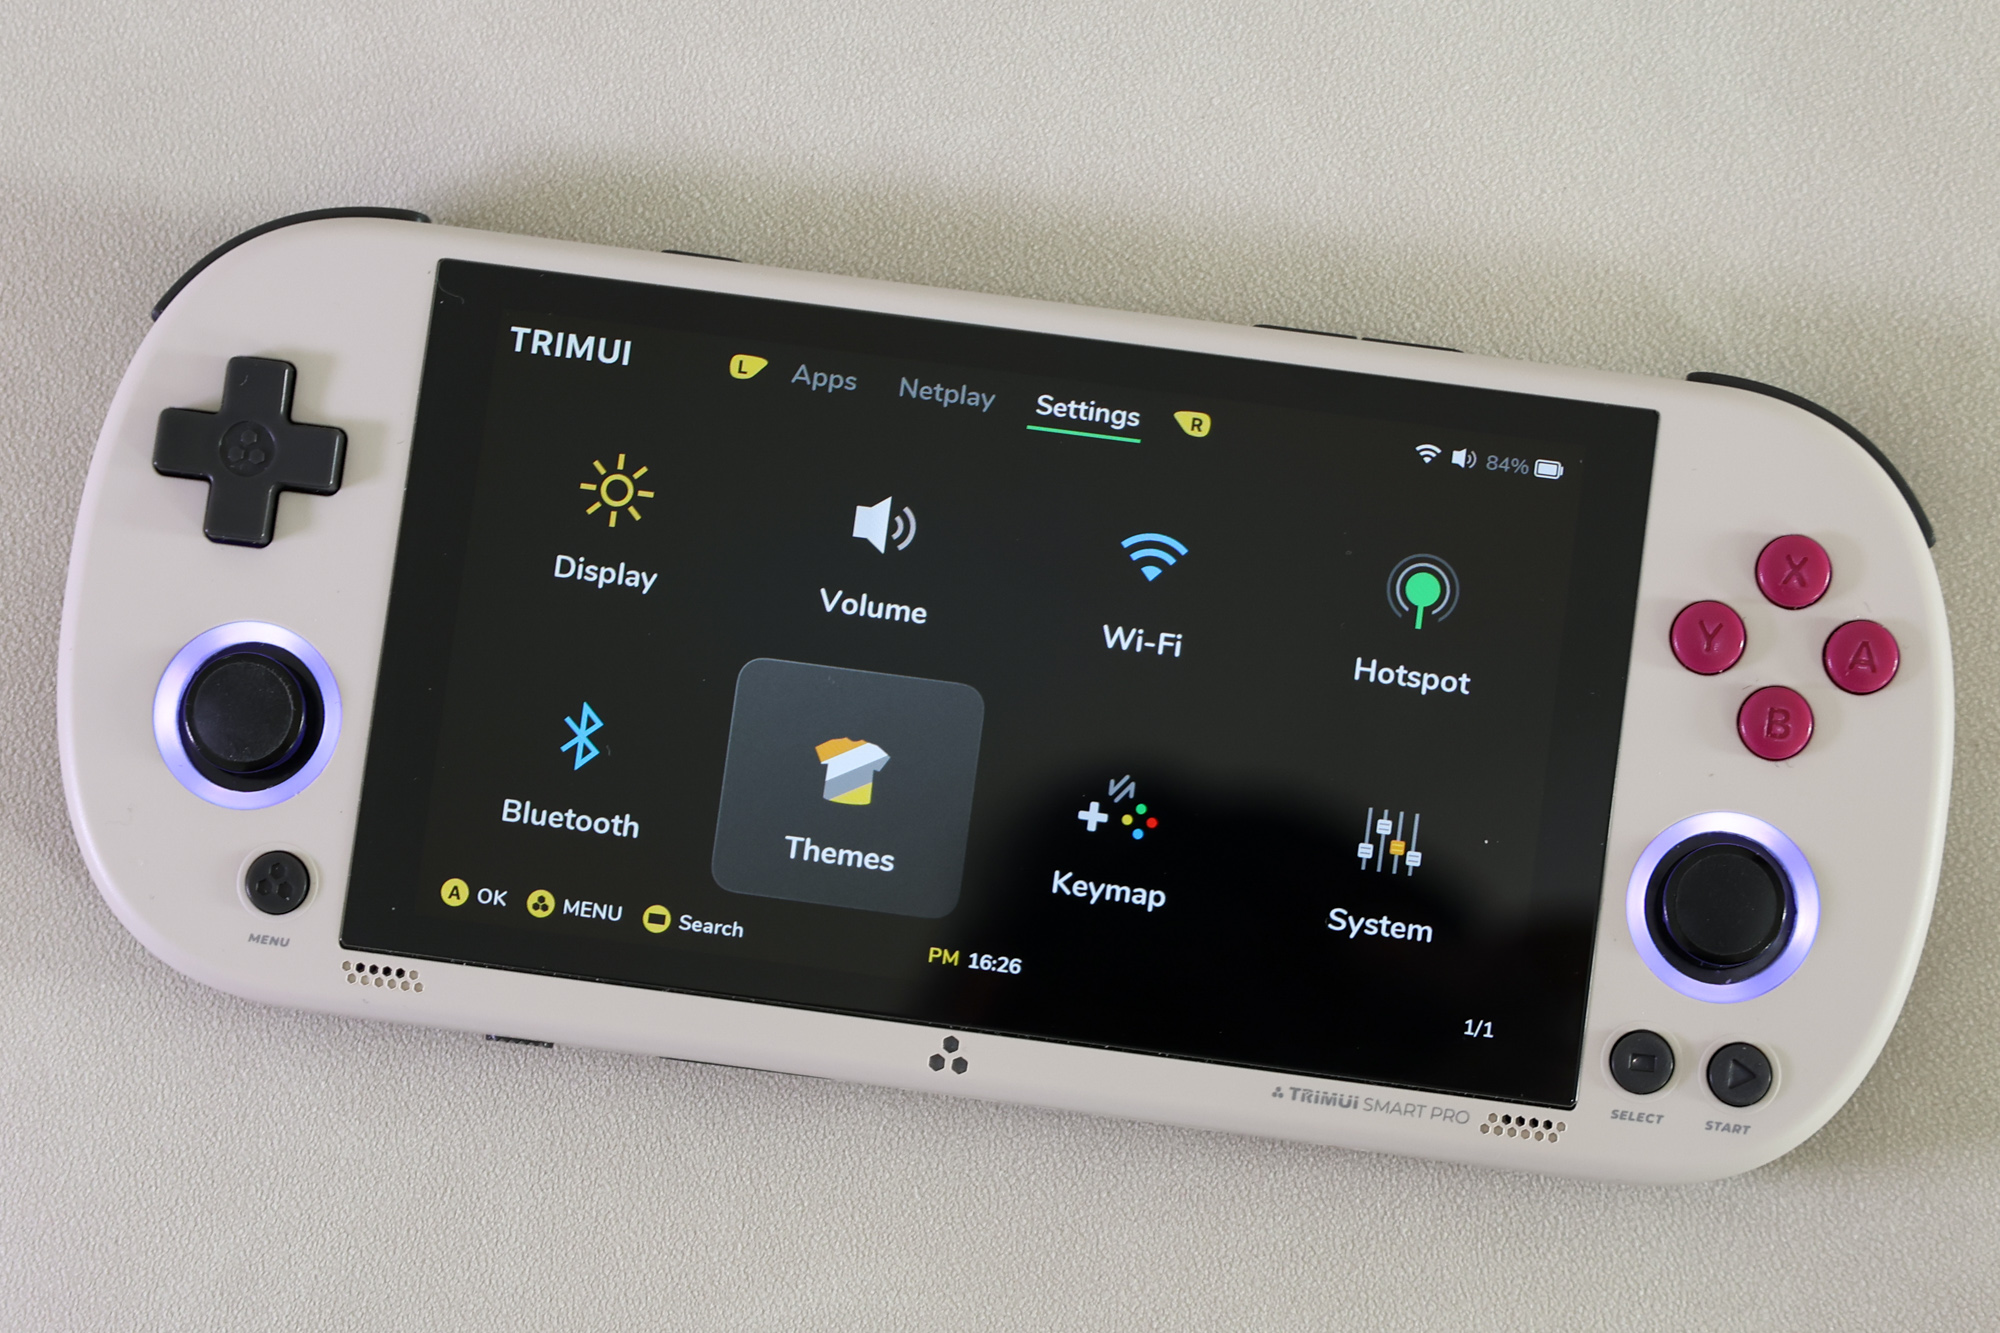 TRIMUI
L Apps Netplay Settings R
84%
Display Volume Wi-Fi Hotspot
Bluetooth Themes Keymap System
A OK MENU Search
PM 16:26
1/1
X
Y A
B
MENU
TRIMUI SMART PRO
SELECT START